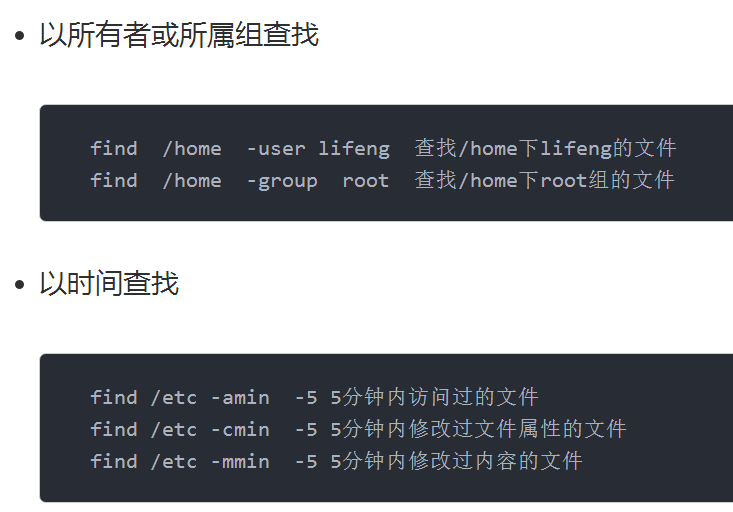 以所有者或所属组查找
find  /home  -user lifeng  查找/home下lifeng的文件
find  /home  -group  root  查找/home下root组的文件
以时间查找
find /etc -amin  -5 5分钟内访问过的文件
find /etc -cmin  -5 5分钟内修改过文件属性的文件
find /etc -mmin  -5 5分钟内修改过内容的文件